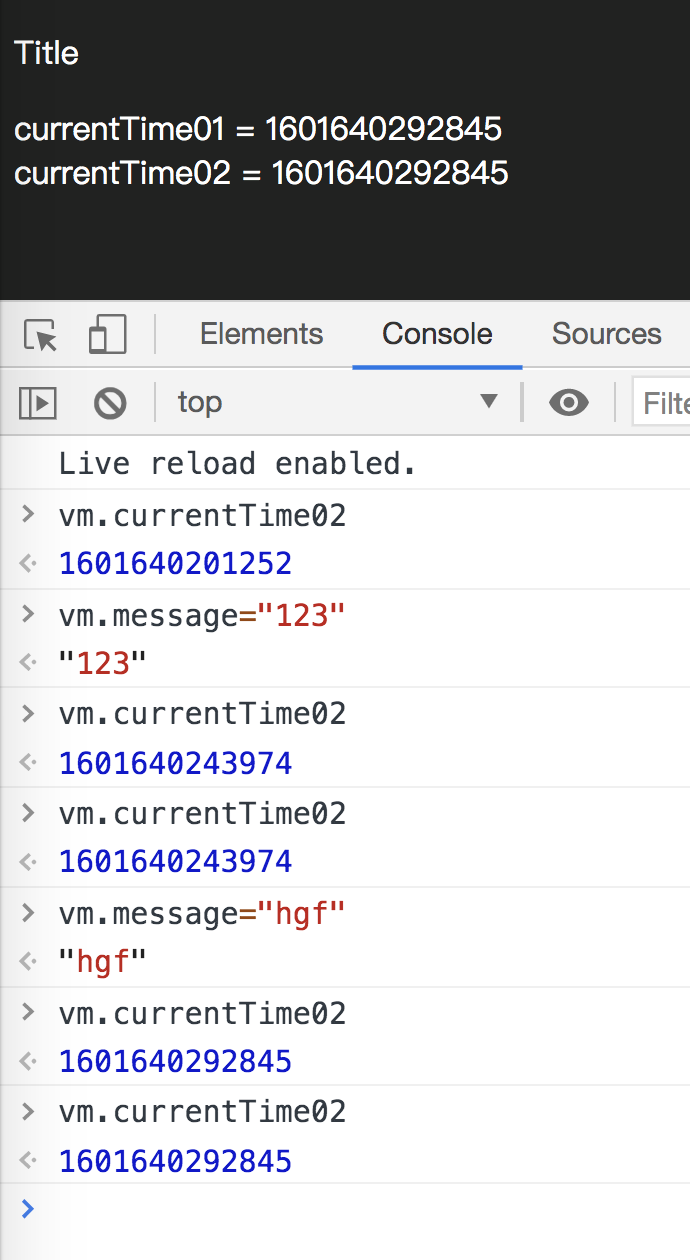 Title
currentTime01 = 1601640292845
currentTime02 = 1601640292845
Elements Console Sources
top Filte
Live reload enabled.
> vm.currentTime02
1601640201252
> vm.message="123"
"123"
> vm.currentTime02
1601640243974
> vm.currentTime02
1601640243974
> vm.message="hgf"
"hgf"
> vm.currentTime02
1601640292845
> vm.currentTime02
1601640292845
>